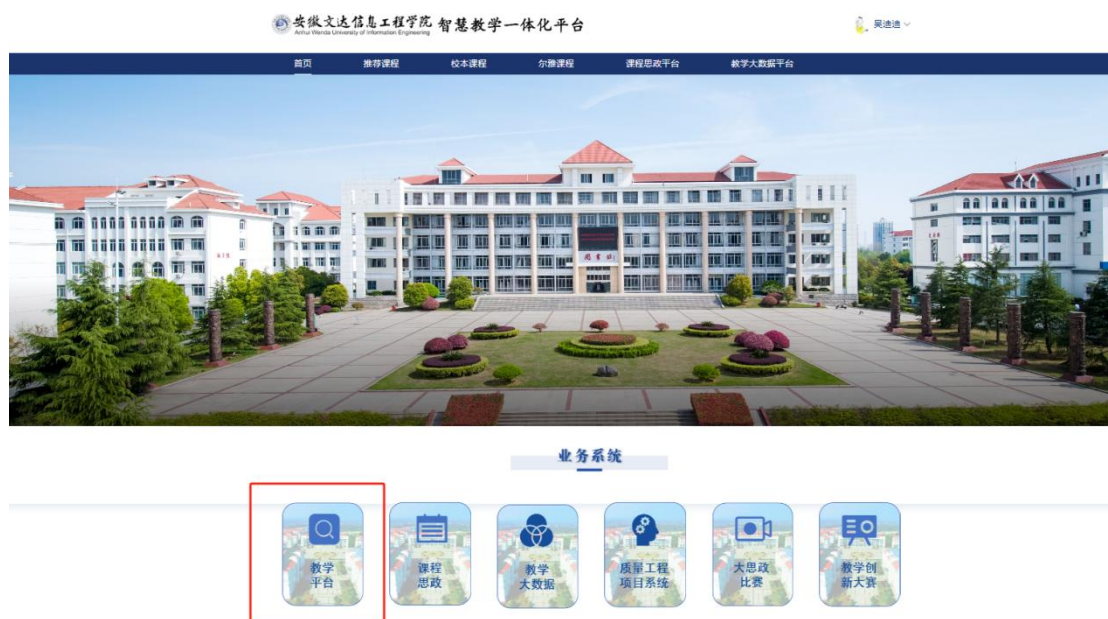 安徽文达信息工程学院 智慧教学一体化平台
Anhui Wanda University of Information Engineering
吴迪迪
首页 推荐课程 校本课程 尔雅课程 课程思政平台 教学大数据平台
图书馆
业务系统
教学 课程 教学 质量工程 大思政 教学创
平台 思政 大数据 项目系统 比赛 新大赛